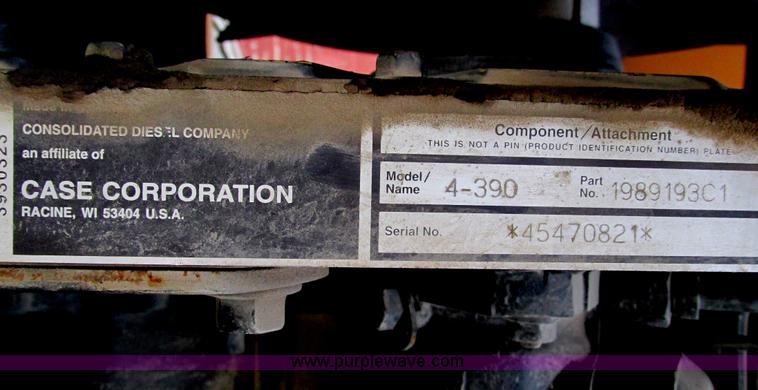 CONSOLIDATED DIESEL COMPANY
an affiliate of
CASE CORPORATION
RACINE, WI 53404 U.S.A.
3930323
Component/Attachment
THIS IS NOT A PIN (PRODUCT IDENTIFICATION NUMBER) PLATE
Model/Name 4-390 Part No. 1989193C1
Serial No. *45470821*
www.purplewave.com